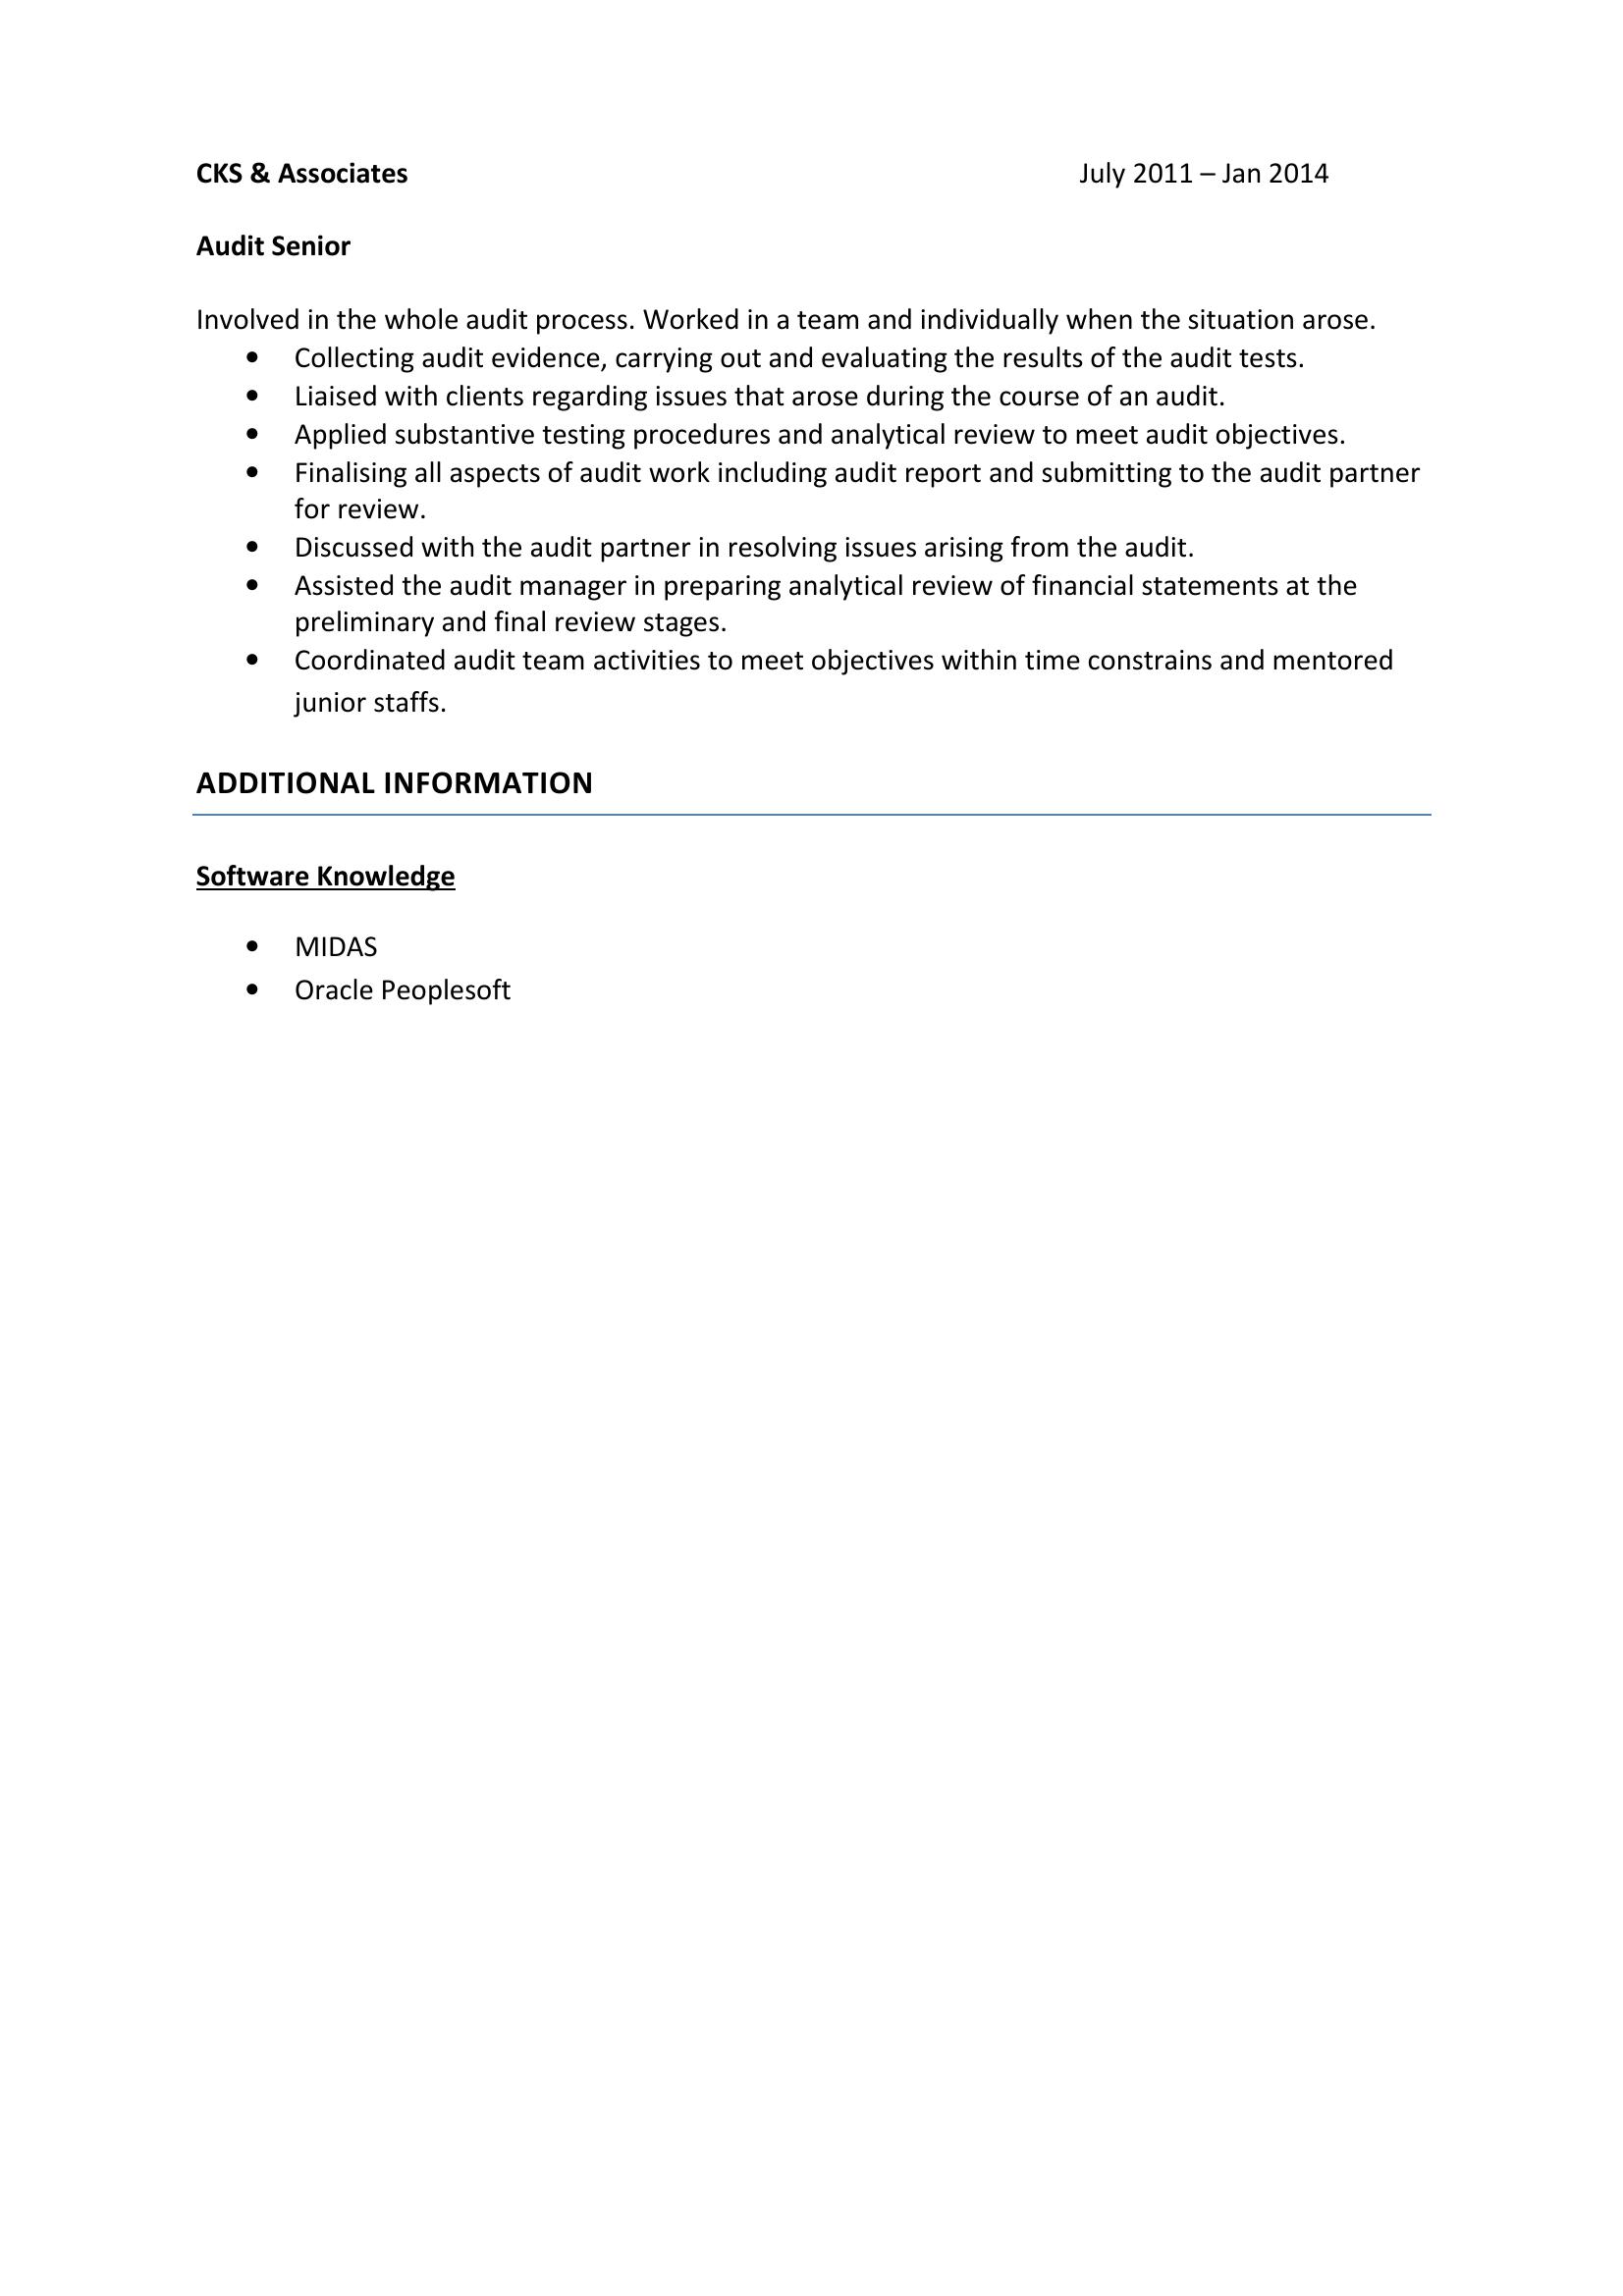 CKS & Associates July 2011 – Jan 2014
Audit Senior
Involved in the whole audit process. Worked in a team and individually when the situation arose.
• Collecting audit evidence, carrying out and evaluating the results of the audit tests.
• Liaised with clients regarding issues that arose during the course of an audit.
• Applied substantive testing procedures and analytical review to meet audit objectives.
• Finalising all aspects of audit work including audit report and submitting to the audit partner
for review.
• Discussed with the audit partner in resolving issues arising from the audit.
• Assisted the audit manager in preparing analytical review of financial statements at the
preliminary and final review stages.
• Coordinated audit team activities to meet objectives within time constrains and mentored
junior staffs.
ADDITIONAL INFORMATION
Software Knowledge
• MIDAS
• Oracle Peoplesoft